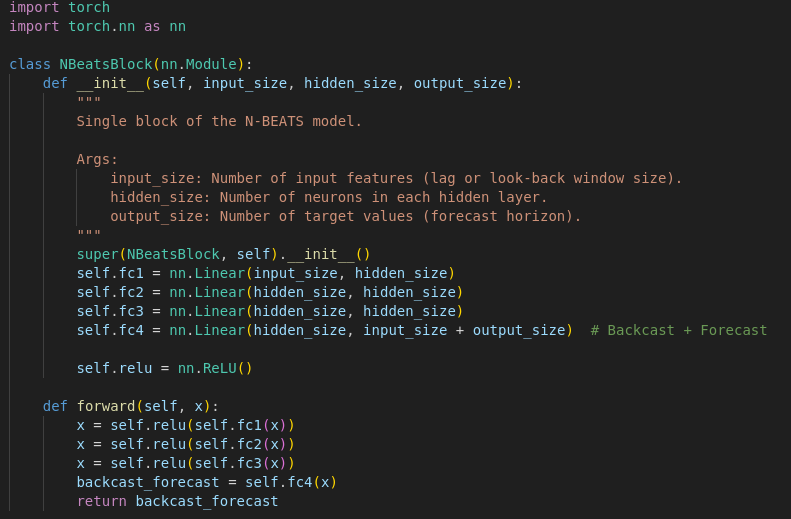 import torch
import torch.nn as nn
class NBeatsBlock(nn.Module):
def __init__(self, input_size, hidden_size, output_size):
"""
Single block of the N-BEATS model.
Args:
input_size: Number of input features (lag or look-back window size).
hidden_size: Number of neurons in each hidden layer.
output_size: Number of target values (forecast horizon).
"""
super(NBeatsBlock, self).__init__()
self.fc1 = nn.Linear(input_size, hidden_size)
self.fc2 = nn.Linear(hidden_size, hidden_size)
self.fc3 = nn.Linear(hidden_size, hidden_size)
self.fc4 = nn.Linear(hidden_size, input_size + output_size)  # Backcast + Forecast
self.relu = nn.ReLU()
def forward(self, x):
x = self.relu(self.fc1(x))
x = self.relu(self.fc2(x))
x = self.relu(self.fc3(x))
backcast_forecast = self.fc4(x)
return backcast_forecast